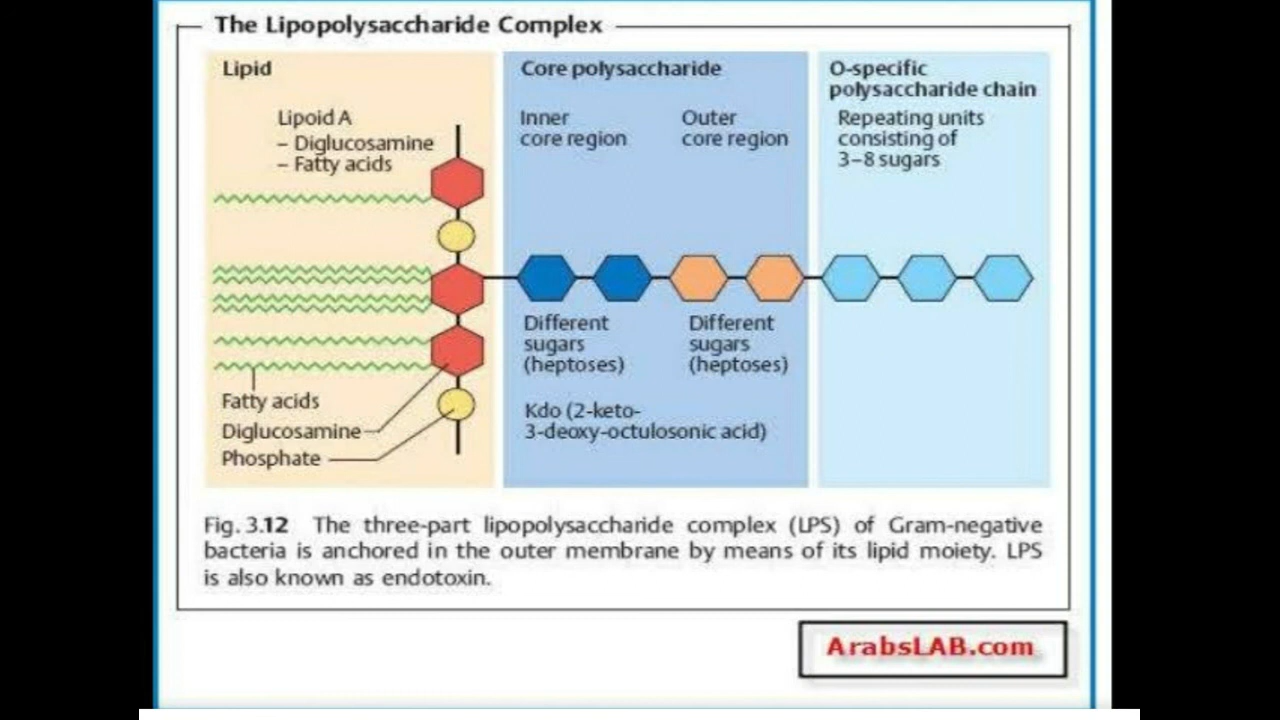 The Lipopolysaccharide Complex
Lipid
Lipoid A
– Diglucosamine
– Fatty acids
Fatty acids
Diglucosamine
Phosphate
Core polysaccharide
Inner
core region
Outer
core region
Different
sugars
(heptoses)
Different
sugars
(heptoses)
Kdo (2-keto-
3-deoxy-octulosonic acid)
O-specific
polysaccharide chain
Repeating units
consisting of
3–8 sugars
Fig. 3.12 The three-part lipopolysaccharide complex (LPS) of Gram-negative
bacteria is anchored in the outer membrane by means of its lipid moiety. LPS
is also known as endotoxin.
ArabsLAB.com